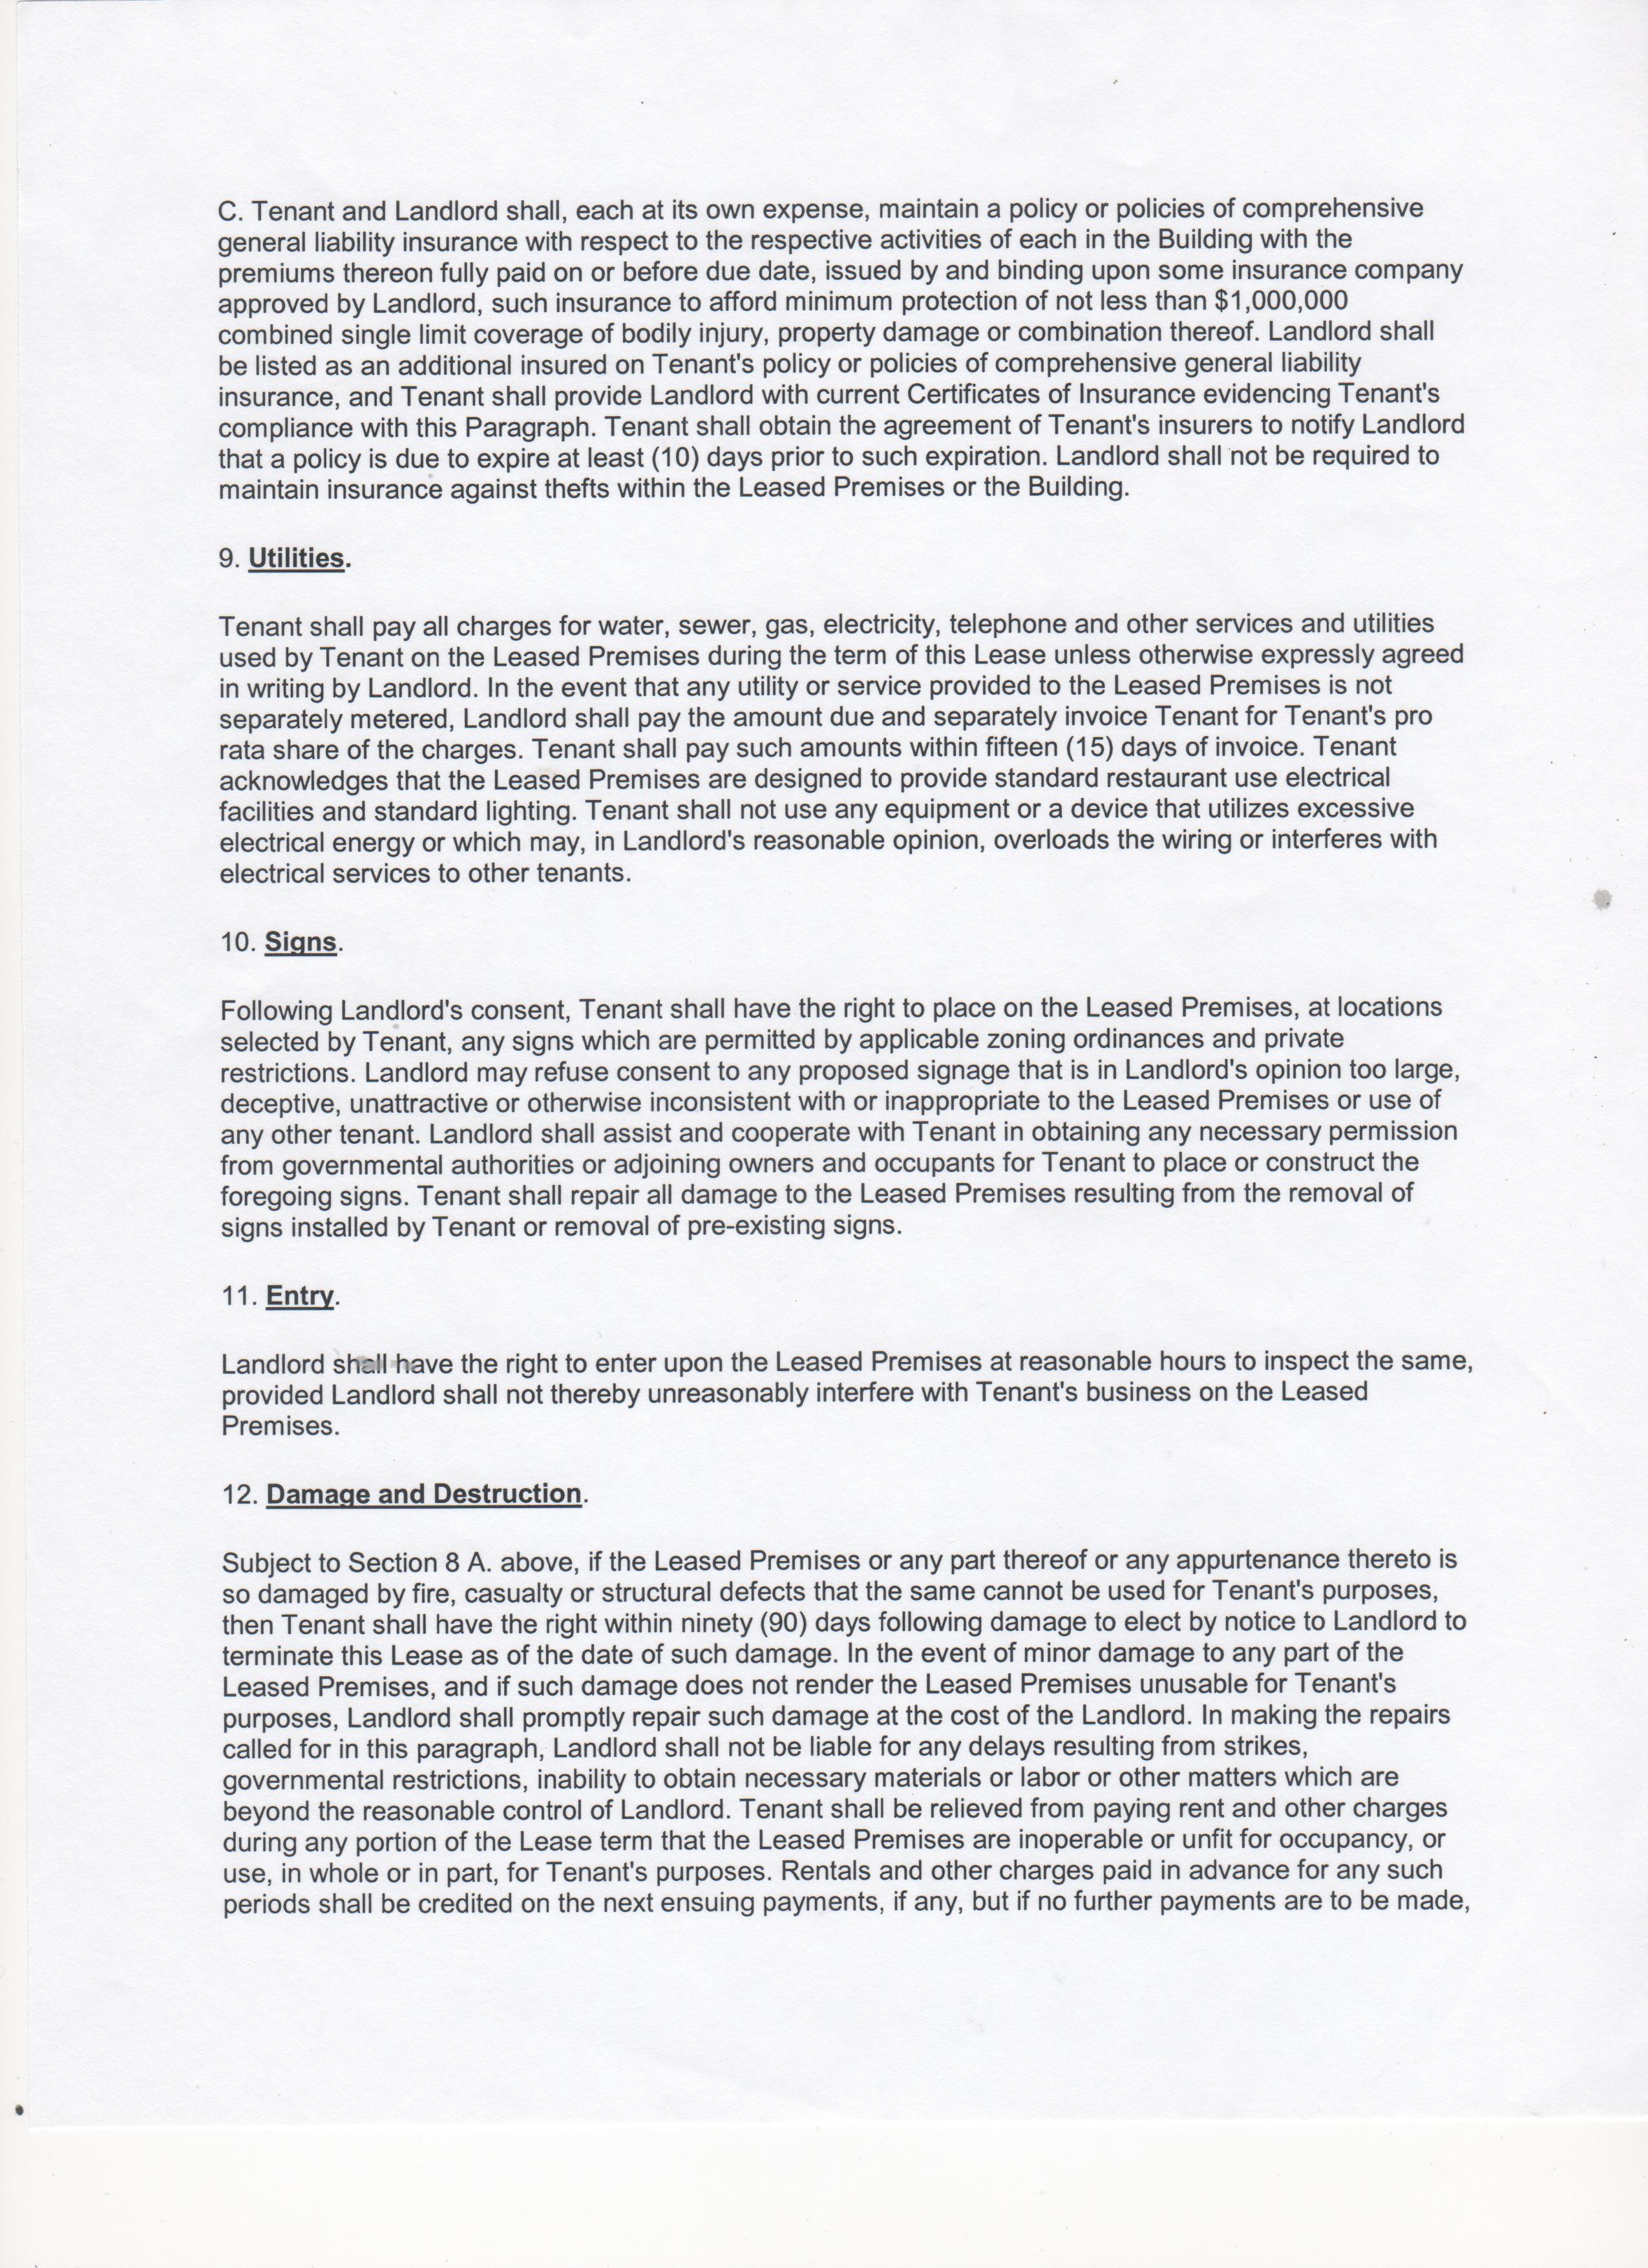 C. Tenant and Landlord shall, each at its own expense, maintain a policy or policies of comprehensive
general liability insurance with respect to the respective activities of each in the Building with the
premiums thereon fully paid on or before due date, issued by and binding upon some insurance company
approved by Landlord, such insurance to afford minimum protection of not less than $1,000,000
combined single limit coverage of bodily injury, property damage or combination thereof. Landlord shall
be listed as an additional insured on Tenant's policy or policies of comprehensive general liability
insurance, and Tenant shall provide Landlord with current Certificates of Insurance evidencing Tenant's
compliance with this Paragraph. Tenant shall obtain the agreement of Tenant's insurers to notify Landlord
that a policy is due to expire at least (10) days prior to such expiration. Landlord shall not be required to
maintain insurance against thefts within the Leased Premises or the Building.
9. Utilities.
Tenant shall pay all charges for water, sewer, gas, electricity, telephone and other services and utilities
used by Tenant on the Leased Premises during the term of this Lease unless otherwise expressly agreed
in writing by Landlord. In the event that any utility or service provided to the Leased Premises is not
separately metered, Landlord shall pay the amount due and separately invoice Tenant for Tenant's pro
rata share of the charges. Tenant shall pay such amounts within fifteen (15) days of invoice. Tenant
acknowledges that the Leased Premises are designed to provide standard restaurant use electrical
facilities and standard lighting. Tenant shall not use any equipment or a device that utilizes excessive
electrical energy or which may, in Landlord's reasonable opinion, overloads the wiring or interferes with
electrical services to other tenants.
10. Signs.
Following Landlord's consent, Tenant shall have the right to place on the Leased Premises, at locations
selected by Tenant, any signs which are permitted by applicable zoning ordinances and private
restrictions. Landlord may refuse consent to any proposed signage that is in Landlord's opinion too large,
deceptive, unattractive or otherwise inconsistent with or inappropriate to the Leased Premises or use of
any other tenant. Landlord shall assist and cooperate with Tenant in obtaining any necessary permission
from governmental authorities or adjoining owners and occupants for Tenant to place or construct the
foregoing signs. Tenant shall repair all damage to the Leased Premises resulting from the removal of
signs installed by Tenant or removal of pre-existing signs.
11. Entry.
Landlord shall have the right to enter upon the Leased Premises at reasonable hours to inspect the same,
provided Landlord shall not thereby unreasonably interfere with Tenant's business on the Leased
Premises.
12. Damage and Destruction.
Subject to Section 8 A. above, if the Leased Premises or any part thereof or any appurtenance thereto is
so damaged by fire, casualty or structural defects that the same cannot be used for Tenant's purposes,
then Tenant shall have the right within ninety (90) days following damage to elect by notice to Landlord to
terminate this Lease as of the date of such damage. In the event of minor damage to any part of the
Leased Premises, and if such damage does not render the Leased Premises unusable for Tenant's
purposes, Landlord shall promptly repair such damage at the cost of the Landlord. In making the repairs
called for in this paragraph, Landlord shall not be liable for any delays resulting from strikes,
governmental restrictions, inability to obtain necessary materials or labor or other matters which are
beyond the reasonable control of Landlord. Tenant shall be relieved from paying rent and other charges
during any portion of the Lease term that the Leased Premises are inoperable or unfit for occupancy, or
use, in whole or in part, for Tenant's purposes. Rentals and other charges paid in advance for any such
periods shall be credited on the next ensuing payments, if any, but if no further payments are to be made,